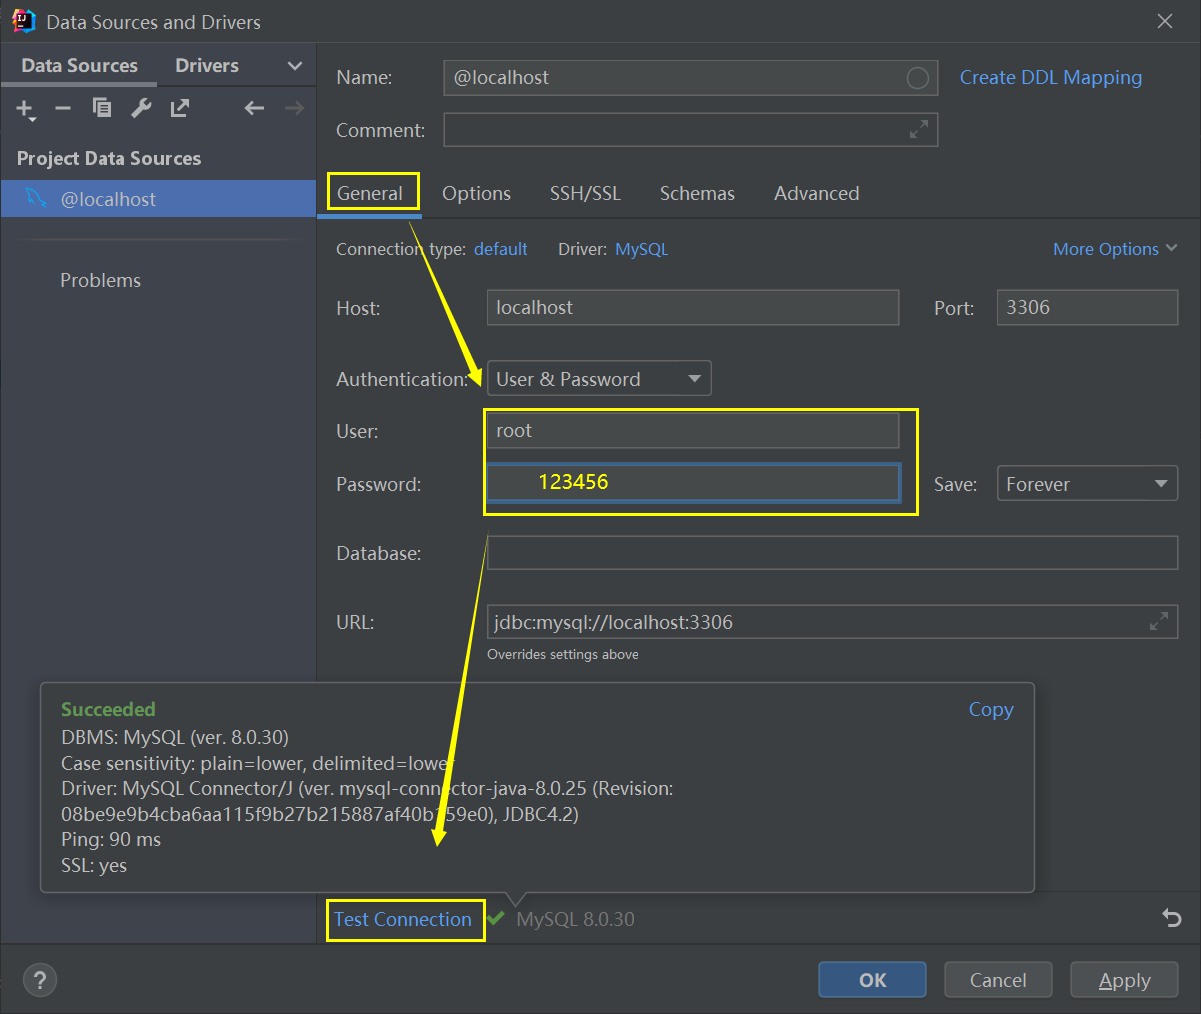 Data Sources and Drivers
Data Sources Drivers
Name: @localhost Create DDL Mapping
Comment:
Project Data Sources
@localhost
Problems
General Options SSH/SSL Schemas Advanced
Connection type: default Driver: MySQL More Options
Host: localhost Port: 3306
Authentication: User & Password
User: root
Password: 123456 Save: Forever
Database:
URL: jdbc:mysql://localhost:3306
Overrides settings above
Succeeded Copy
DBMS: MySQL (ver. 8.0.30)
Case sensitivity: plain=lower, delimited=lower
Driver: MySQL Connector/J (ver. mysql-connector-java-8.0.25 (Revision:
08be9e9b4cba6aa115f9b27b215887af40b159e0), JDBC4.2)
Ping: 90 ms
SSL: yes
Test Connection MySQL 8.0.30
? OK Cancel Apply